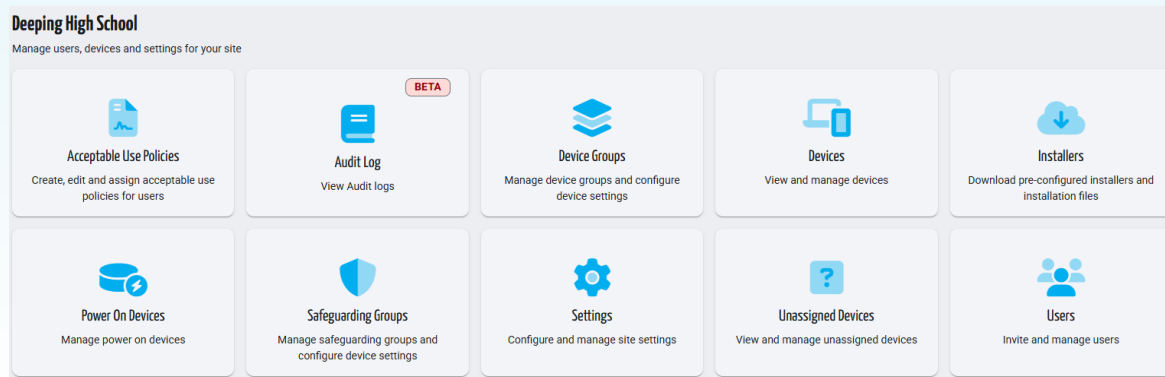 Deeping High School
Manage users, devices and settings for your site
Acceptable Use Policies
Create, edit and assign acceptable use
policies for users
BETA
Audit Log
View Audit logs
Device Groups
Manage device groups and configure
device settings
Devices
View and manage devices
Installers
Download pre-configured installers and
installation files
Power On Devices
Manage power on devices
Safeguarding Groups
Manage safeguarding groups and
configure device settings
Settings
Configure and manage site settings
?
Unassigned Devices
View and manage unassigned devices
Users
Invite and manage users